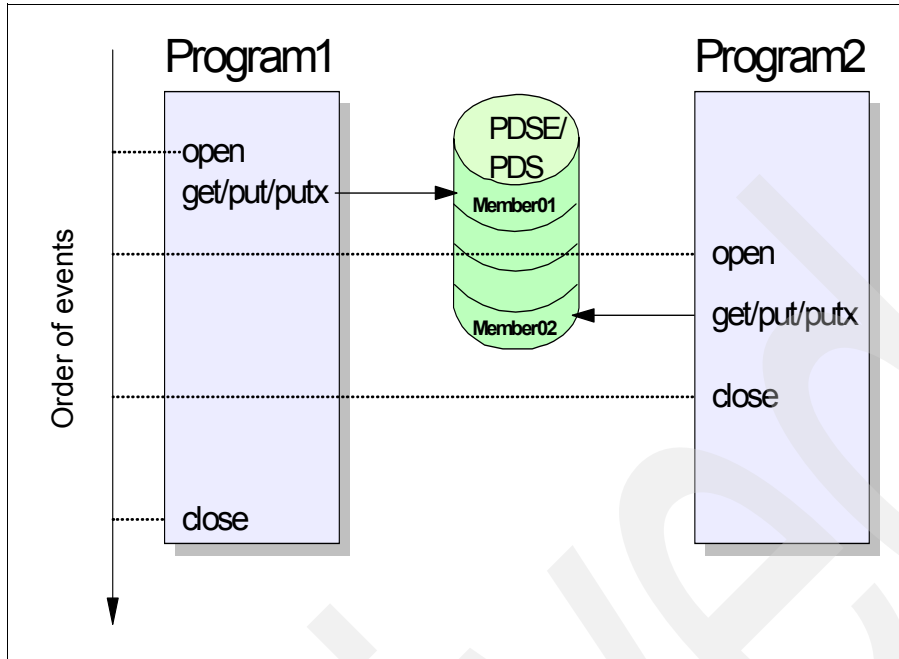 Program1
Program2
PDSE/
PDS
open
get/put/putx
Member01
open
Member02
get/put/putx
close
close
Order of events